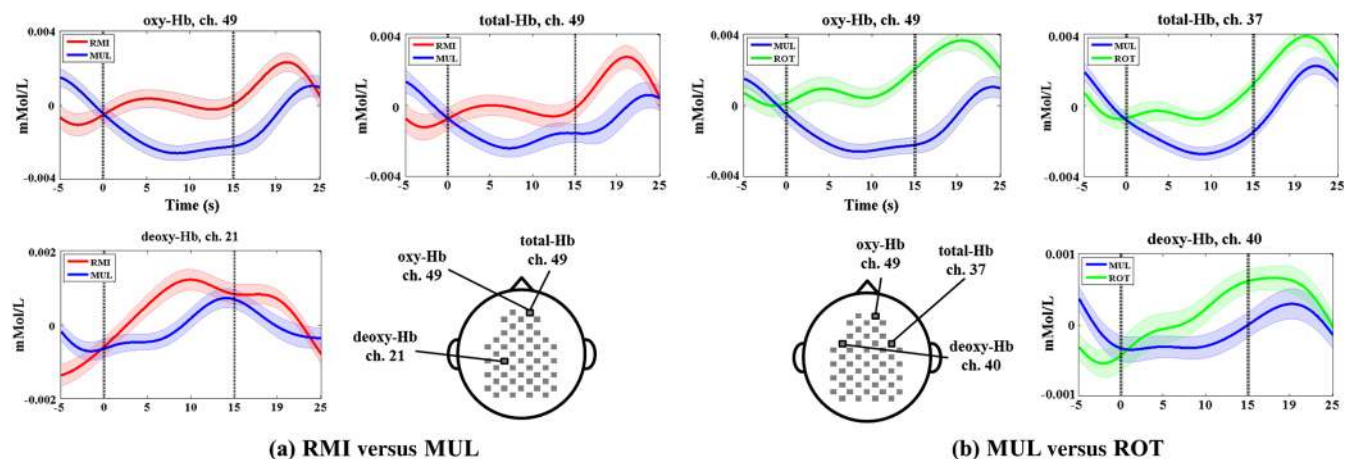 oxy-Hb, ch. 49
0.004
0
-0.004
mMol/L
RMI
MUL
-5 0 5 10 15 19 25
Time (s)
total-Hb, ch. 49
0.004
0
-0.004
RMI
MUL
-5 0 5 10 15 19 25
deoxy-Hb, ch. 21
0.002
0
-0.002
mMol/L
RMI
MUL
-5 0 5 10 15 19 25
total-Hb
ch. 49
oxy-Hb
ch. 49
deoxy-Hb
ch. 21
(a) RMI versus MUL
oxy-Hb, ch. 49
0.004
0
-0.004
mMol/L
MUL
ROT
-5 0 5 10 15 19 25
Time (s)
total-Hb, ch. 37
0.004
0
-0.004
mMol/L
MUL
ROT
-5 0 5 10 15 19 25
oxy-Hb
ch. 49
total-Hb
ch. 37
deoxy-Hb
ch. 40
deoxy-Hb, ch. 40
0.001
0
-0.001
mMol/L
MUL
ROT
-5 0 5 10 15 19 25
(b) MUL versus ROT